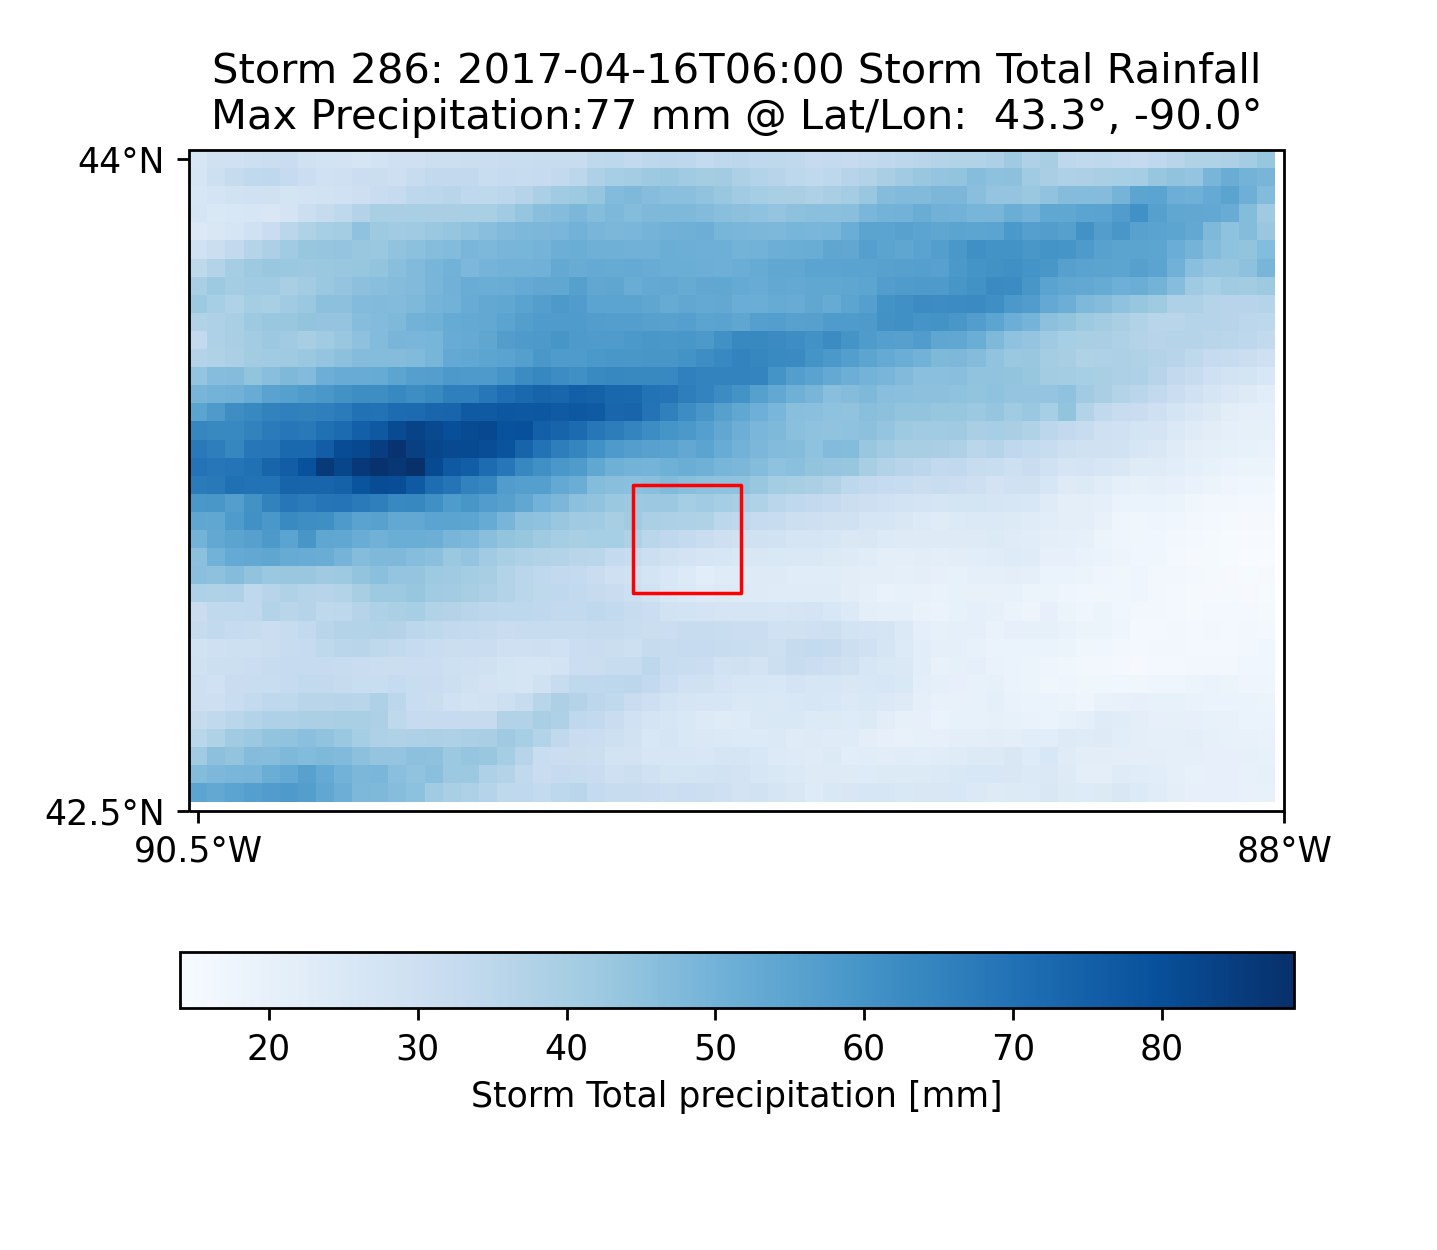 Storm 286: 2017-04-16T06:00 Storm Total Rainfall
Max Precipitation:77 mm @ Lat/Lon:  43.3°, -90.0°
44°N
42.5°N
90.5°W 88°W
20 30 40 50 60 70 80
Storm Total precipitation [mm]